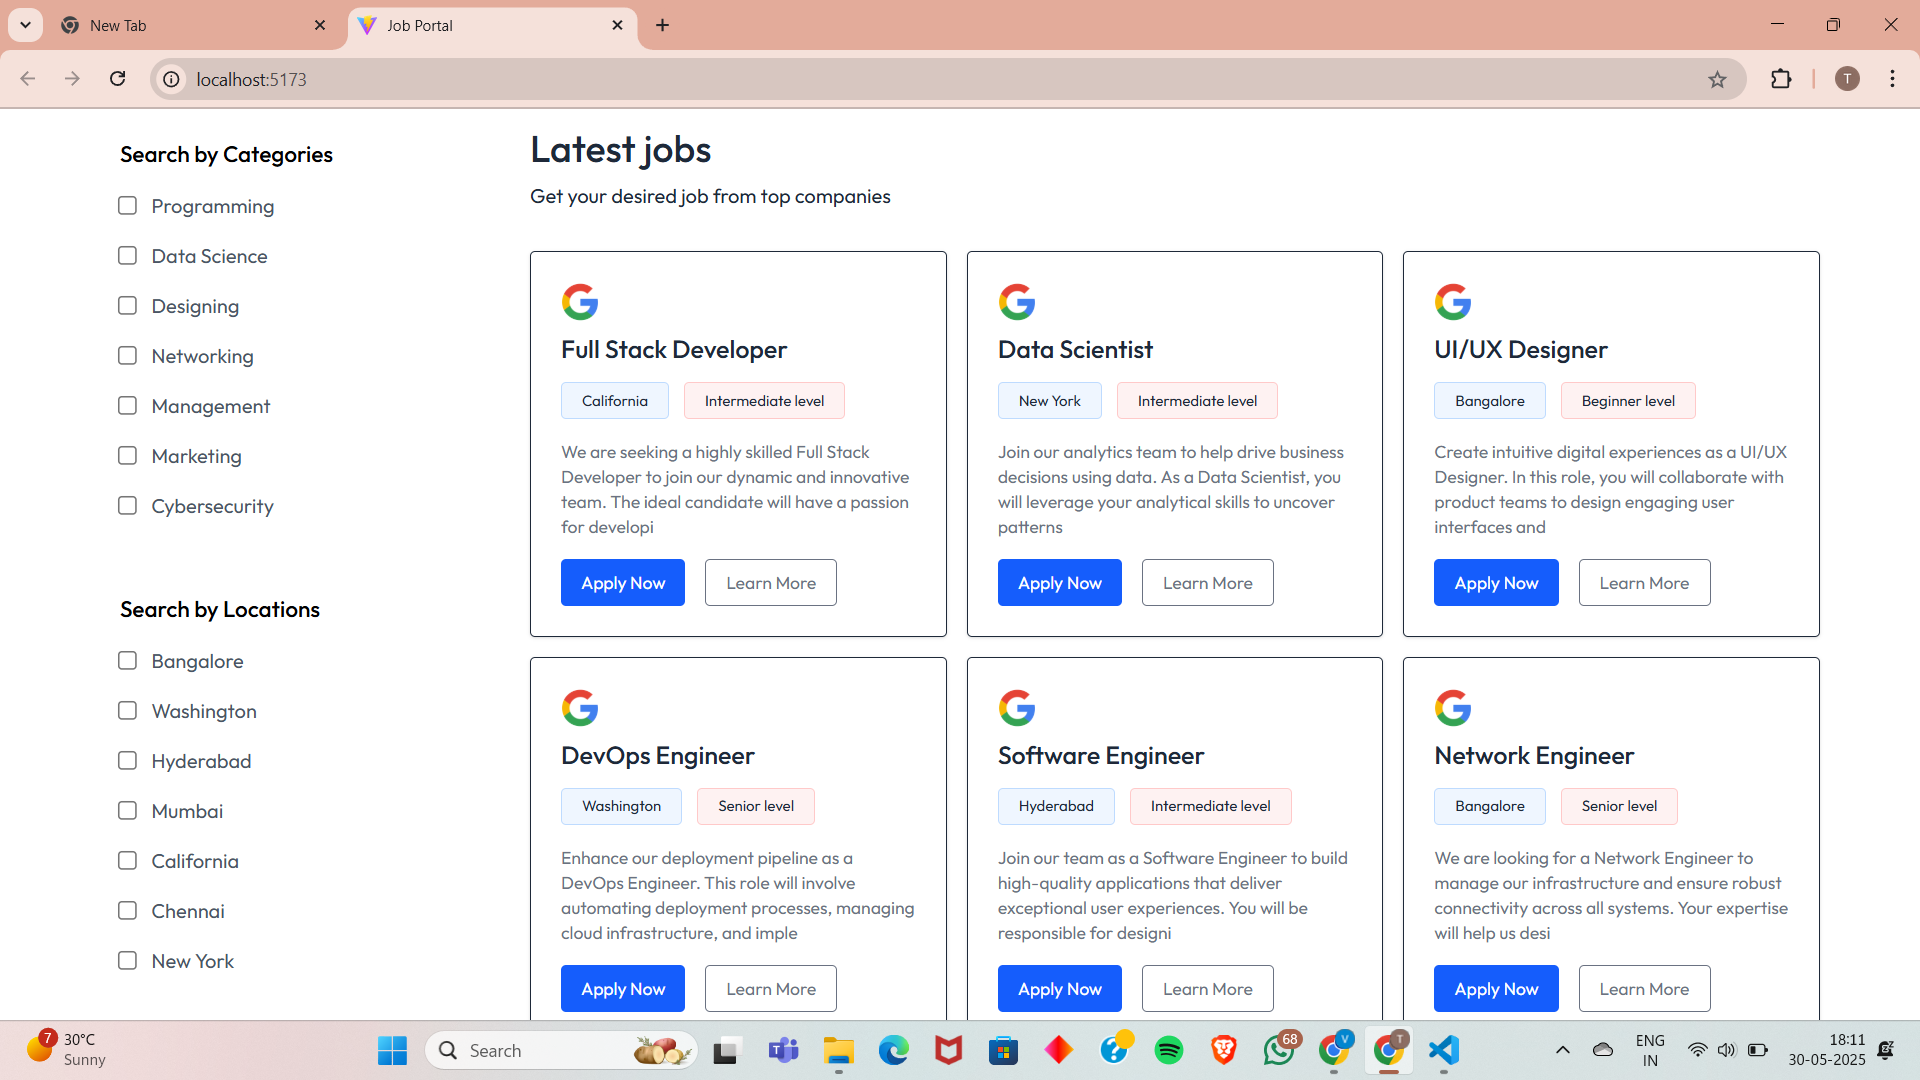 New Tab
Job Portal
localhost:5173
T
Search by Categories
Programming
Data Science
Designing
Networking
Management
Marketing
Cybersecurity
Search by Locations
Bangalore
Washington
Hyderabad
Mumbai
California
Chennai
New York
Latest jobs
Get your desired job from top companies
Full Stack Developer
California
Intermediate level
We are seeking a highly skilled Full Stack
Developer to join our dynamic and innovative
team. The ideal candidate will have a passion
for developi
Apply Now
Learn More
Data Scientist
New York
Intermediate level
Join our analytics team to help drive business
decisions using data. As a Data Scientist, you
will leverage your analytical skills to uncover
patterns
Apply Now
Learn More
UI/UX Designer
Bangalore
Beginner level
Create intuitive digital experiences as a UI/UX
Designer. In this role, you will collaborate with
product teams to design engaging user
interfaces and
Apply Now
Learn More
DevOps Engineer
Washington
Senior level
Enhance our deployment pipeline as a
DevOps Engineer. This role will involve
automating deployment processes, managing
cloud infrastructure, and imple
Apply Now
Learn More
Software Engineer
Hyderabad
Intermediate level
Join our team as a Software Engineer to build
high-quality applications that deliver
exceptional user experiences. You will be
responsible for designi
Apply Now
Learn More
Network Engineer
Bangalore
Senior level
We are looking for a Network Engineer to
manage our infrastructure and ensure robust
connectivity across all systems. Your expertise
will help us desi
Apply Now
Learn More
7
30°C
Sunny
Search
68
V
T
ENG
IN
18:11
30-05-2025